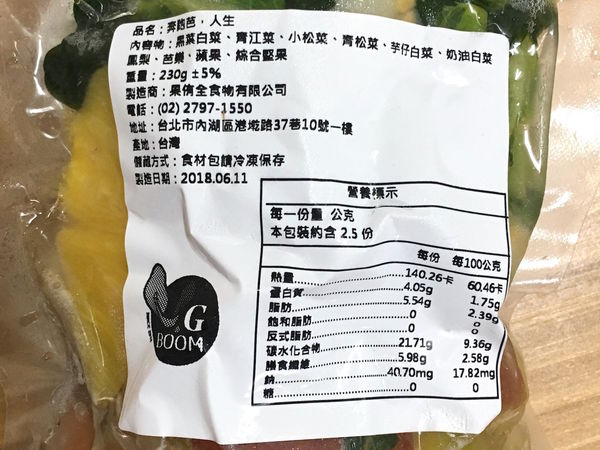 品名：奔跑芭，人生
內容物：黑葉白菜、青江菜、小松菜、青松菜、芋仔白菜、奶油白菜
鳳梨、芭樂、蘋果、綜合堅果
重量：230g ±5%
製造商：果侑全食物有限公司
電話：(02) 2797-1550
地址：台北市內湖區港墘路37巷10號一樓
產地：台灣
儲藏方式：食材包請冷凍保存
製造日期：2018.06.11
營養標示
每一份量 公克
本包裝約含 2.5 份
每份 每100公克
熱量 140.26卡 60.46卡
蛋白質 4.05g 1.75g
脂肪 5.54g 2.39g
飽和脂肪 0 0
反式脂肪 0 0
碳水化合物 21.71g 9.36g
膳食纖維 5.98g 2.58g
鈉 40.70mg 17.82mg
糖 0 0
G
BOOM